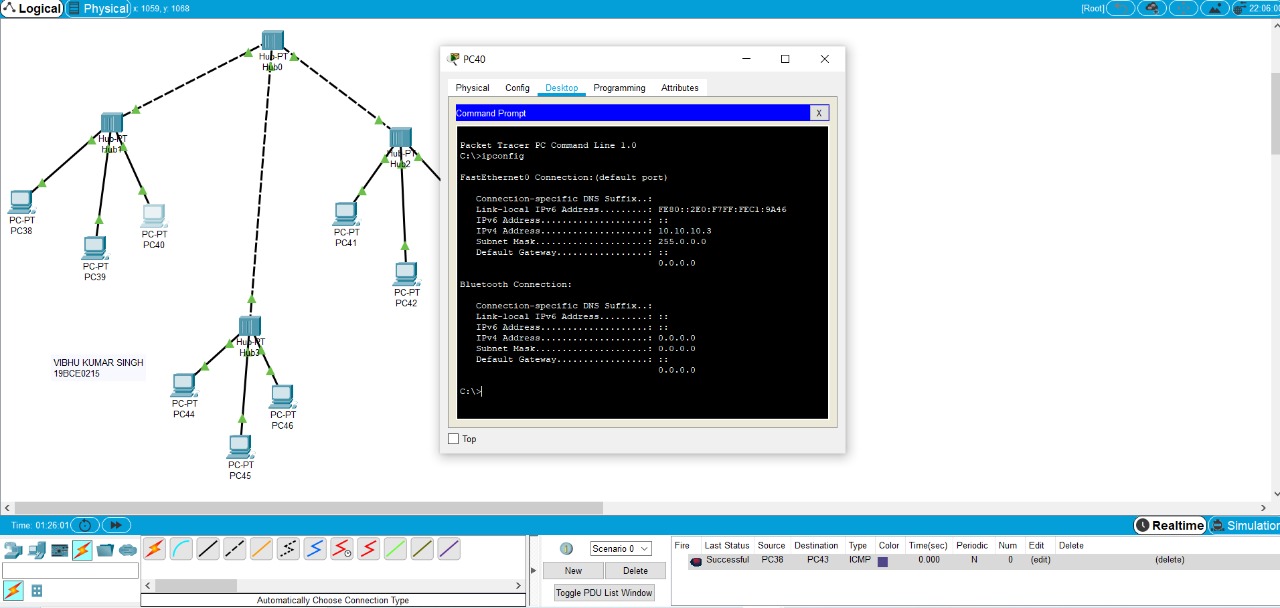 Logical Physical x: 1059, y: 1068 [Root] 22:06:00
Hub-PT
Hub0
Hub-PT
Hub1
Hub-PT
Hub2
PC-PT
PC38
PC-PT
PC39
PC-PT
PC40
PC-PT
PC41
PC-PT
PC42
Hub-PT
Hub3
VIBHU KUMAR SINGH
19BCE0215
PC-PT
PC44
PC-PT
PC46
PC-PT
PC45
PC40
Physical Config Desktop Programming Attributes
Command Prompt X
Packet Tracer PC Command Line 1.0
C:\>ipconfig
FastEthernet0 Connection:(default port)
Connection-specific DNS Suffix..:
Link-local IPv6 Address.........: FE80::2E0:F7FF:FEC1:9A46
IPv6 Address....................: ::
IPv4 Address....................: 10.10.10.3
Subnet Mask.....................: 255.0.0.0
Default Gateway.................: ::
0.0.0.0
Bluetooth Connection:
Connection-specific DNS Suffix..:
Link-local IPv6 Address.........: ::
IPv6 Address....................: ::
IPv4 Address....................: 0.0.0.0
Subnet Mask.....................: 0.0.0.0
Default Gateway.................: ::
0.0.0.0
C:\>
Top
Time: 01:26:01 Realtime Simulation
Scenario 0
New Delete
Toggle PDU List Window
Automatically Choose Connection Type
Fire Last Status Source Destination Type Color Time(sec) Periodic Num Edit Delete
Successful PC38 PC43 ICMP 0.000 N 0 (edit) (delete)